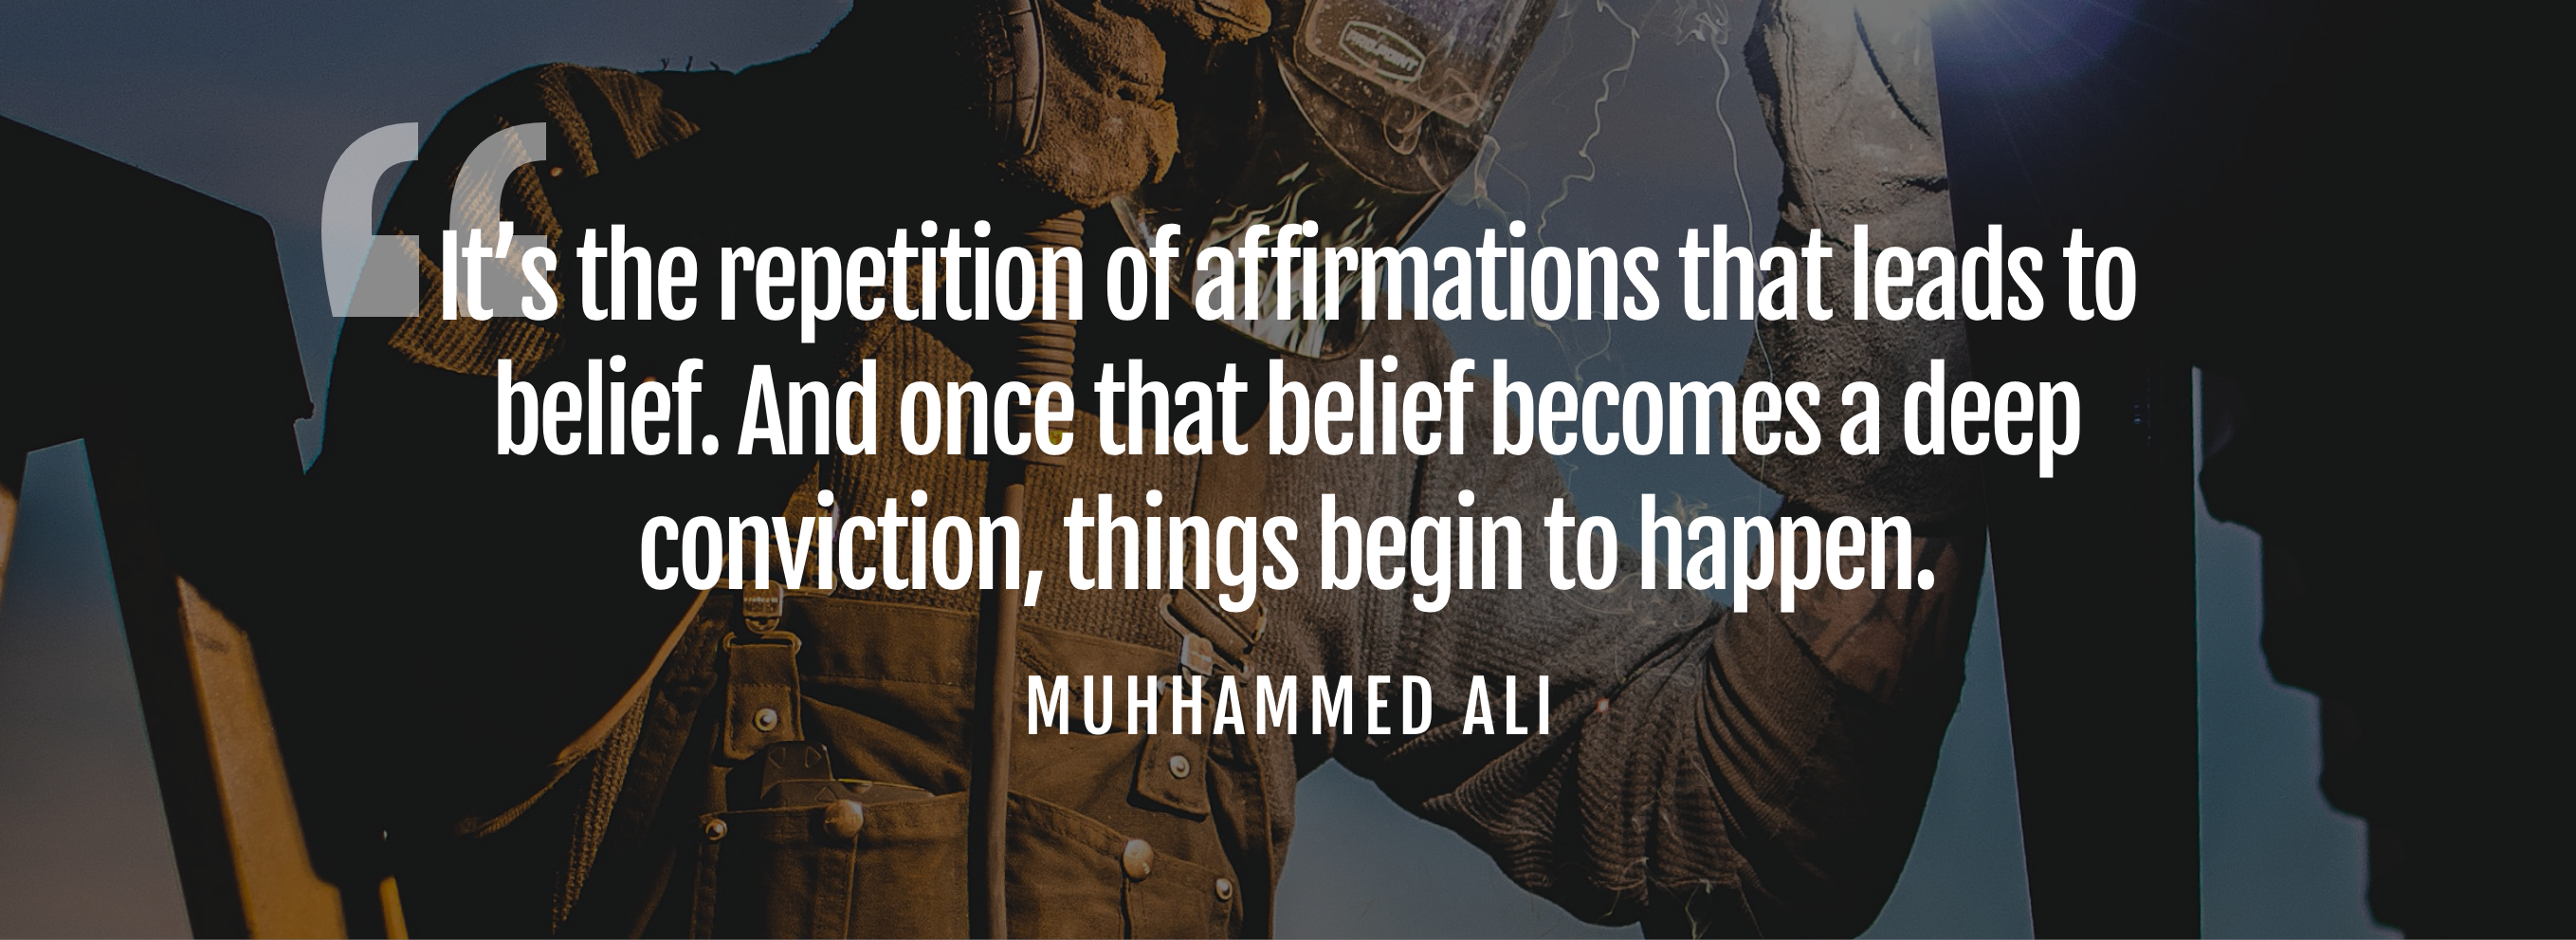 “
It’s the repetition of affirmations that leads to
belief. And once that belief becomes a deep
conviction, things begin to happen.
MUHHAMMED ALI